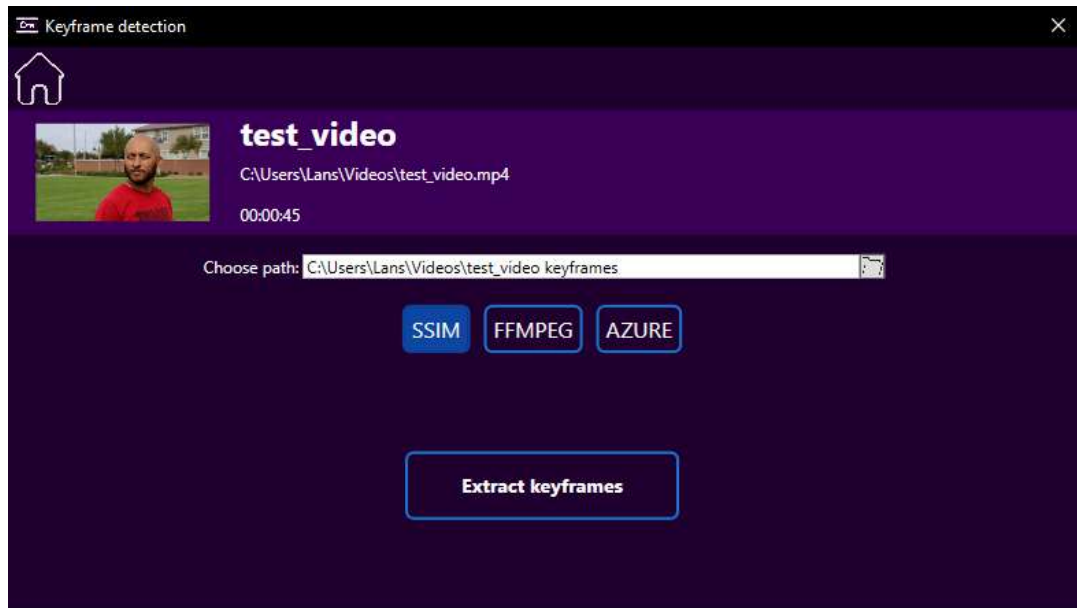 Keyframe detection
test_video
C:\Users\Lans\Videos\test_video.mp4
00:00:45
Choose path: C:\Users\Lans\Videos\test_video keyframes
SSIM FFMPEG AZURE
Extract keyframes